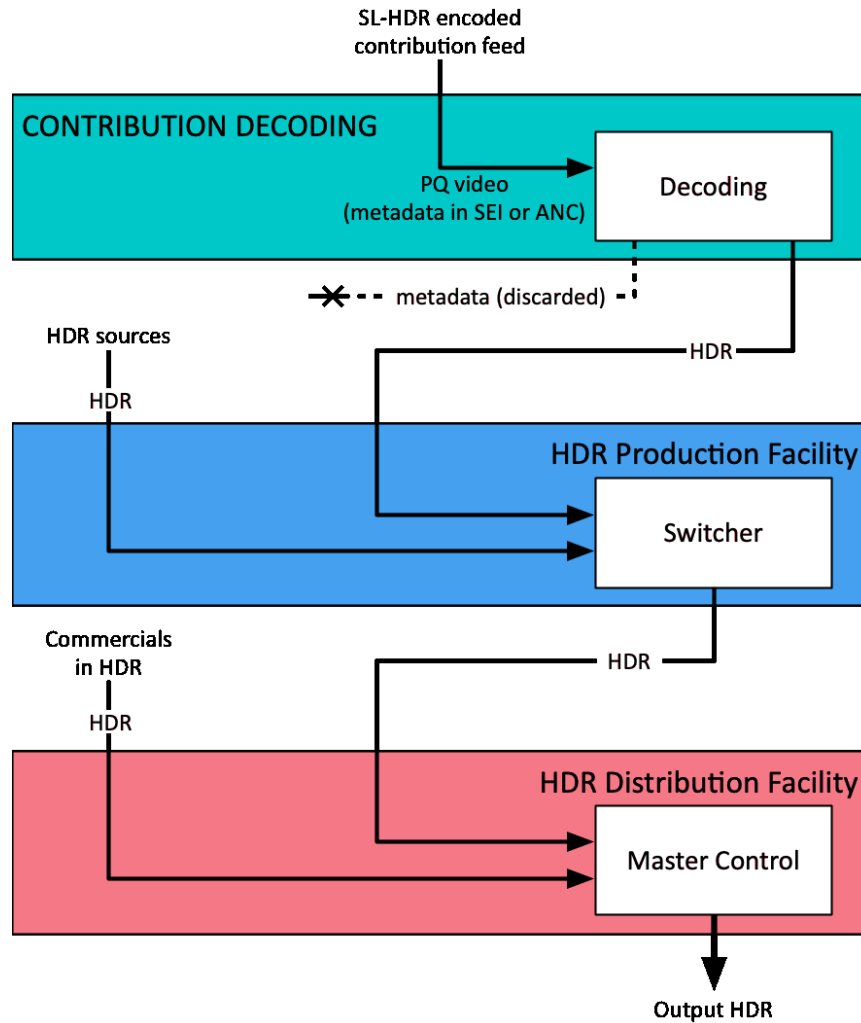 SL-HDR encoded
contribution feed
CONTRIBUTION DECODING
PQ video
(metadata in SEI or ANC)
Decoding
metadata (discarded)
HDR sources
HDR
HDR
HDR Production Facility
Switcher
Commercials
in HDR
HDR
HDR
HDR Distribution Facility
Master Control
Output HDR